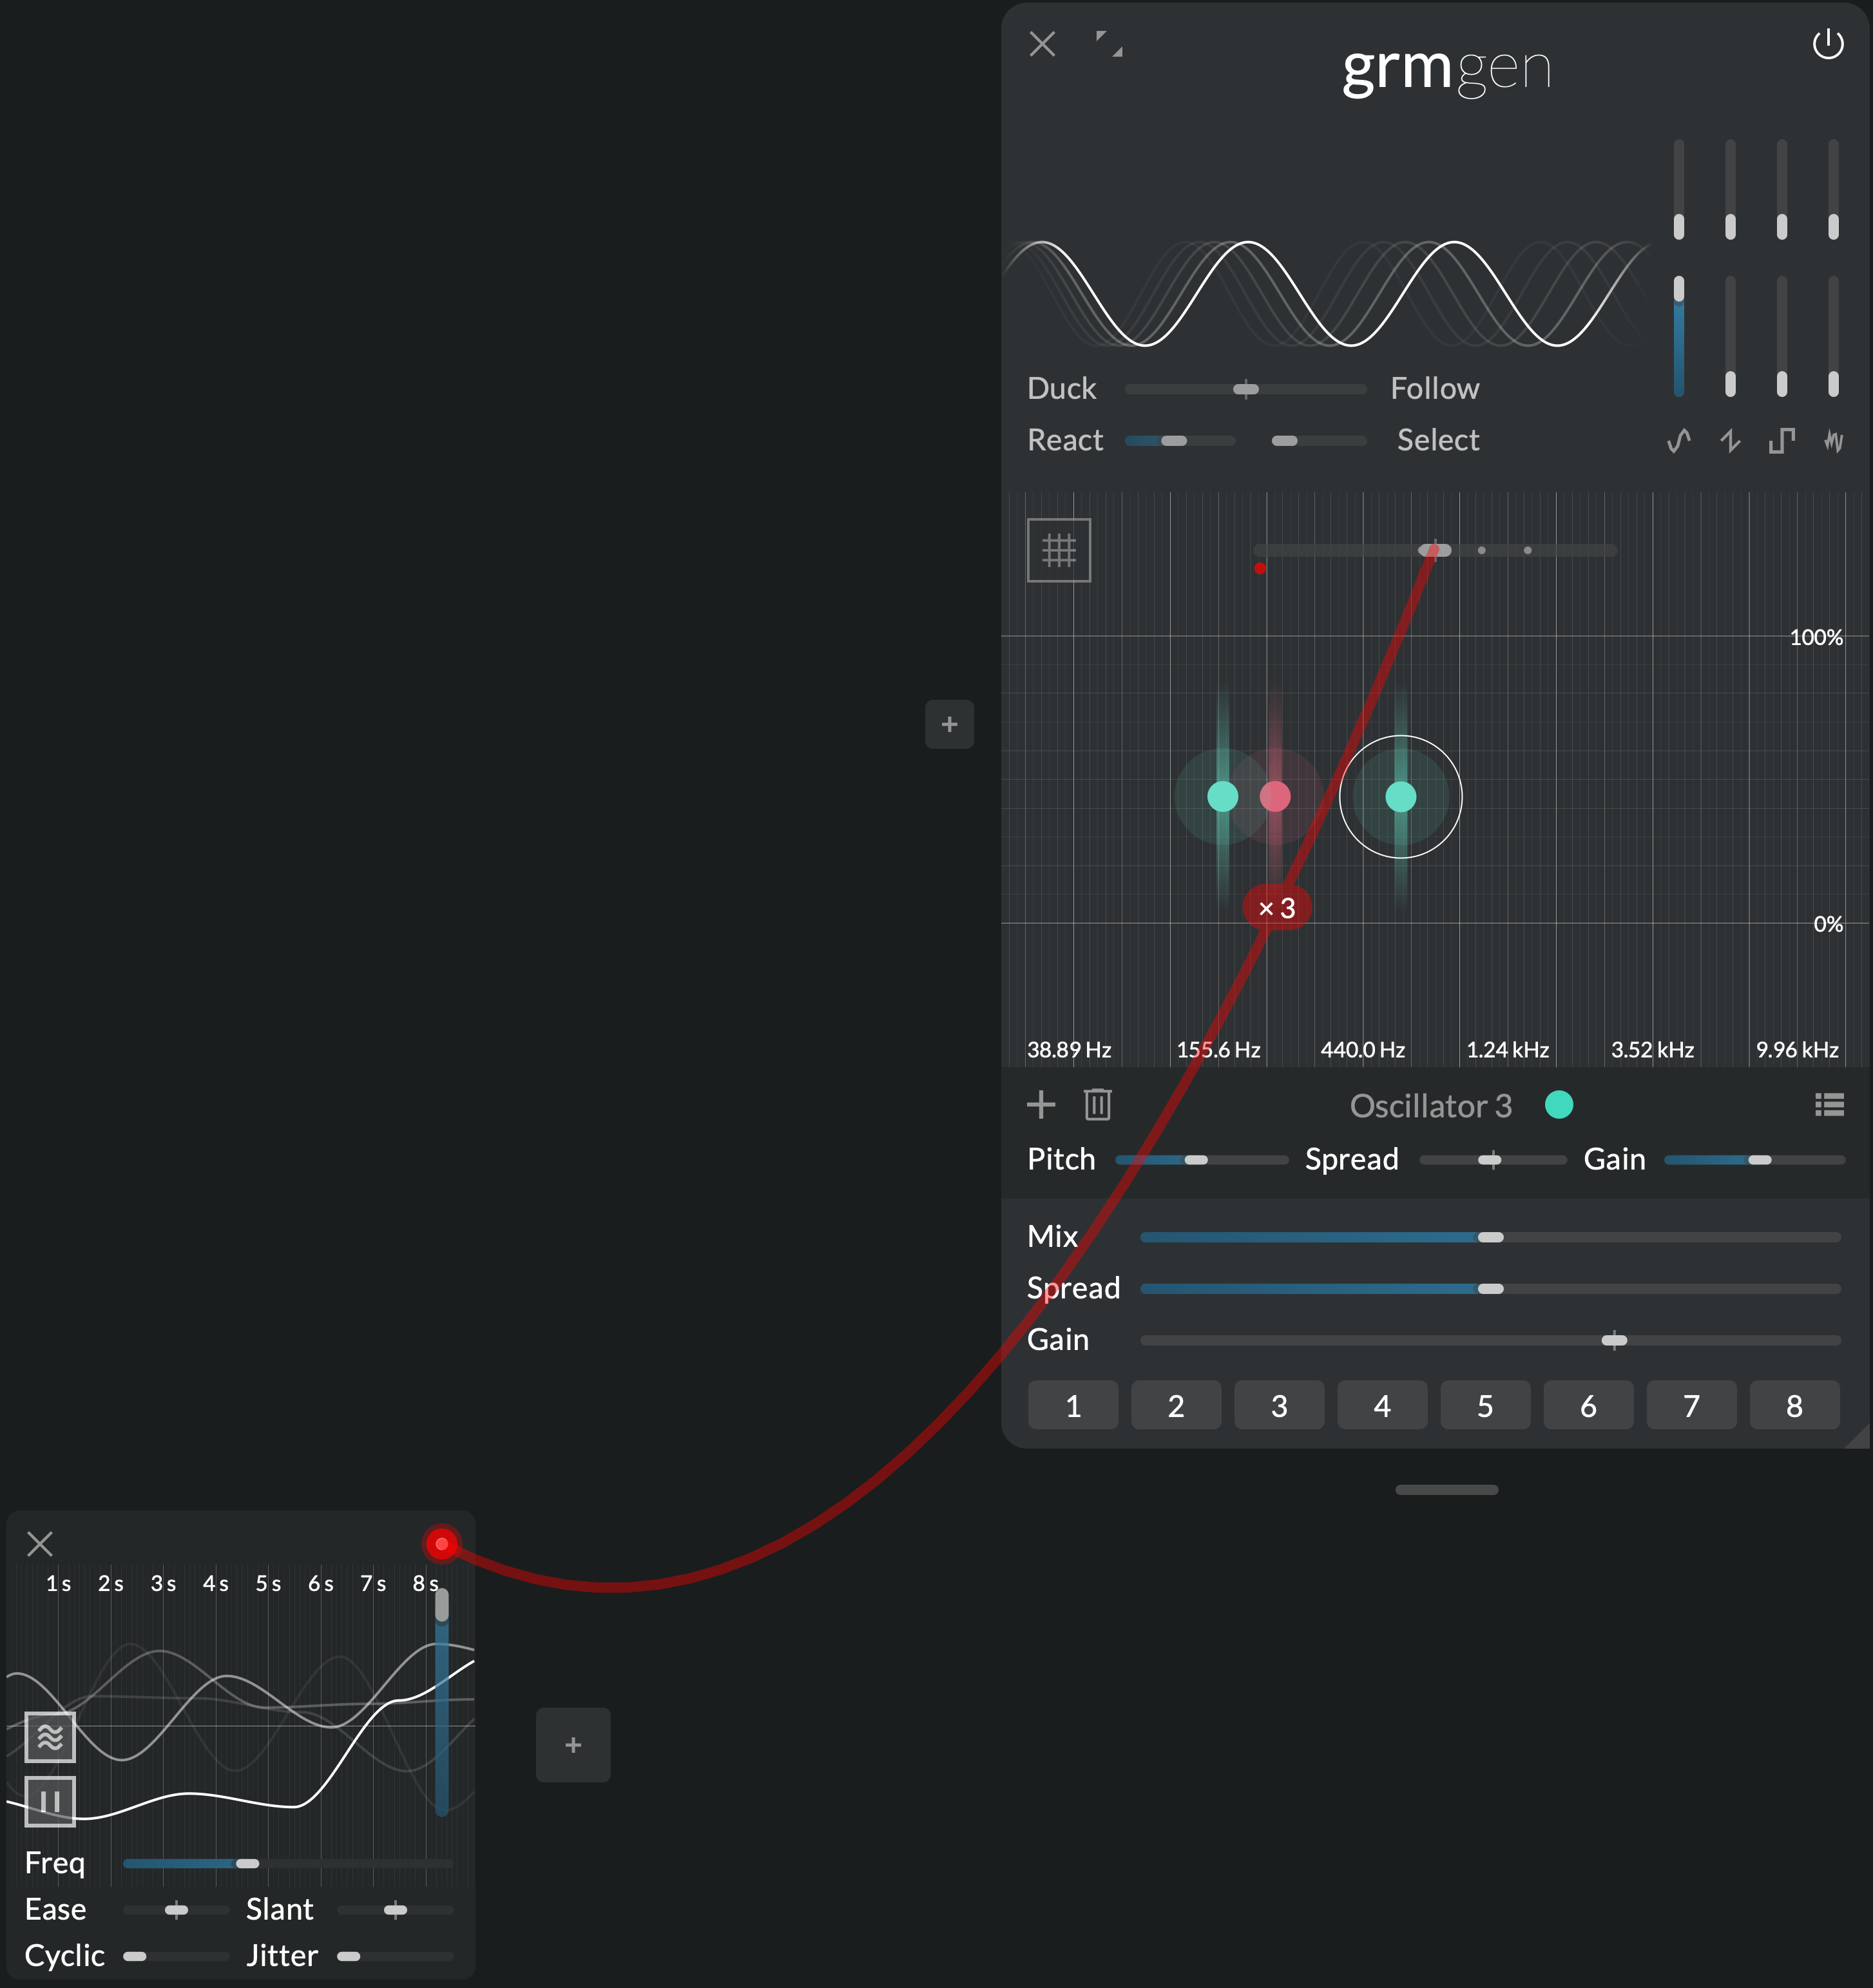 grmgen
Duck Follow
React Select
100%
× 3
0%
38.89 Hz 155.6 Hz 440.0 Hz 1.24 kHz 3.52 kHz 9.96 kHz
Oscillator 3
Pitch Spread Gain
Mix
Spread
Gain
1 2 3 4 5 6 7 8
1 s 2 s 3 s 4 s 5 s 6 s 7 s 8 s
Freq
Ease Slant
Cyclic Jitter